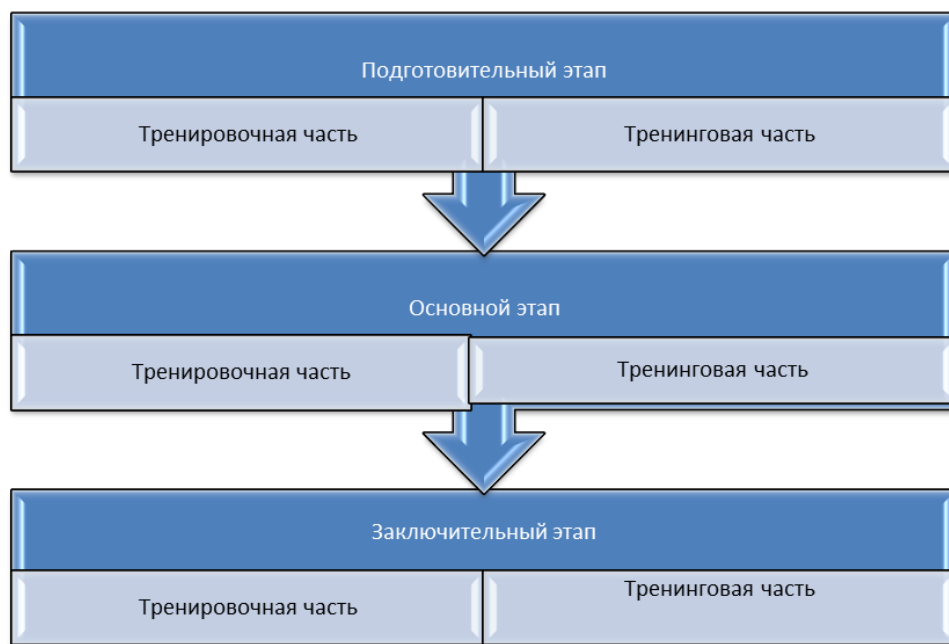 Подготовительный этап
Тренировочная часть
Тренинговая часть
Основной этап
Тренировочная часть
Тренинговая часть
Заключительный этап
Тренировочная часть
Тренинговая часть